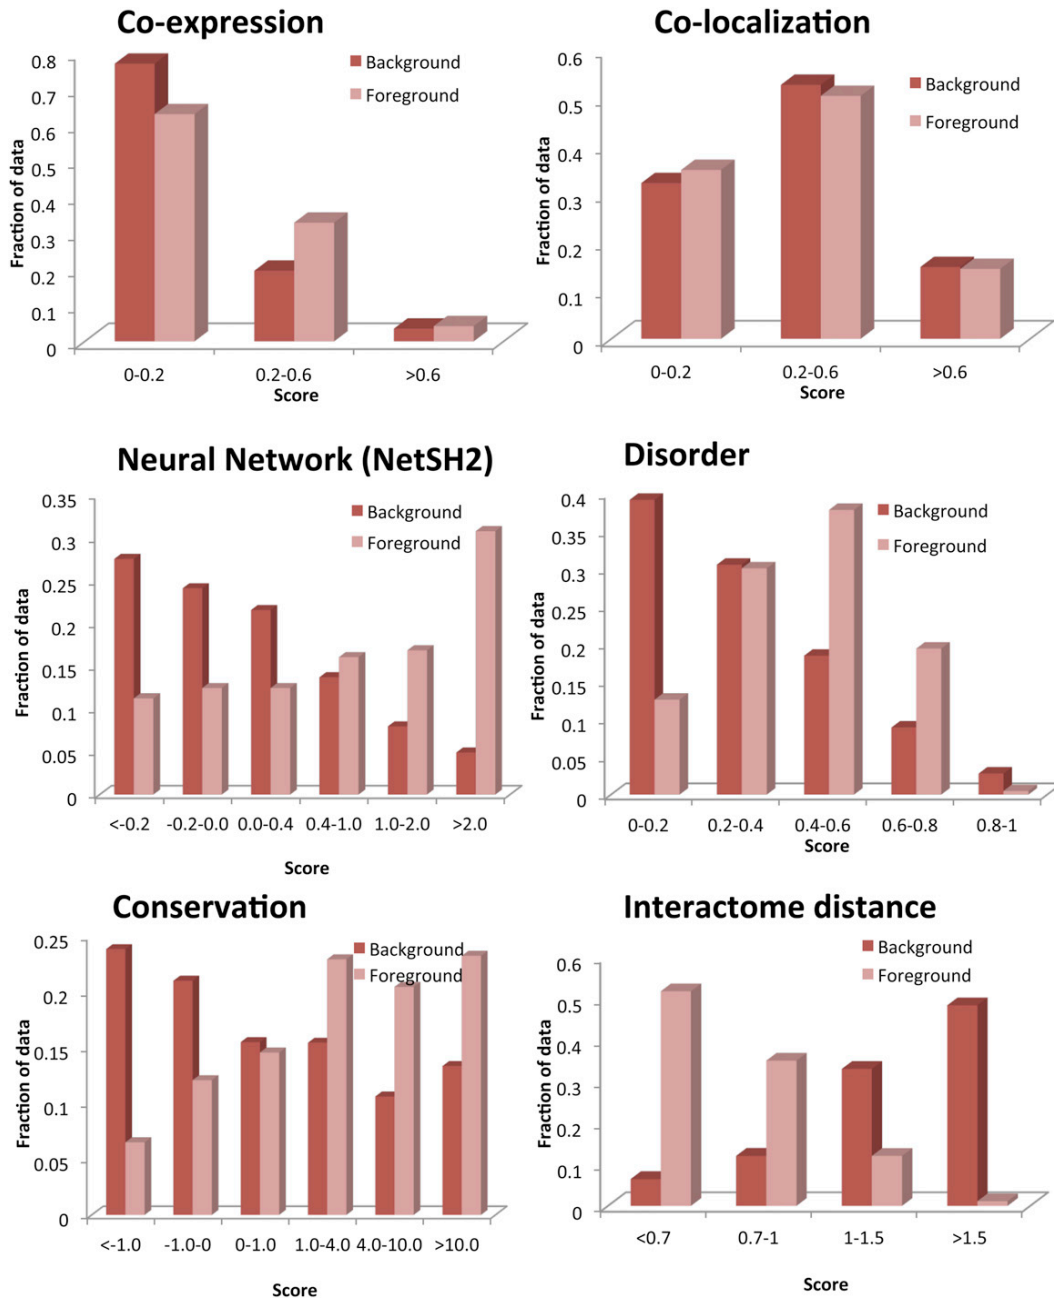 Co-expression
0.8
0.7
0.6
0.5
0.4
0.3
0.2
0.1
0
Fraction of data
Background
Foreground
0-0.2 0.2-0.6 >0.6
Score
Co-localization
0.6
0.5
0.4
0.3
0.2
0.1
0
Fraction of data
Background
Foreground
0-0.2 0.2-0.6 >0.6
Score
Neural Network (NetSH2)
0.35
0.3
0.25
0.2
0.15
0.1
0.05
0
Fraction of data
Background
Foreground
<-0.2 -0.2-0.0 0.0-0.4 0.4-1.0 1.0-2.0 >2.0
Score
Disorder
0.4
0.35
0.3
0.25
0.2
0.15
0.1
0.05
0
Fraction of data
Background
Foreground
0-0.2 0.2-0.4 0.4-0.6 0.6-0.8 0.8-1
Score
Conservation
0.25
0.2
0.15
0.1
0.05
0
Fraction of data
Background
Foreground
<-1.0 -1.0-0 0-1.0 1.0-4.0 4.0-10.0 >10.0
Score
Interactome distance
0.6
0.5
0.4
0.3
0.2
0.1
0
Fraction of data
Background
Foreground
<0.7 0.7-1 1-1.5 >1.5
Score